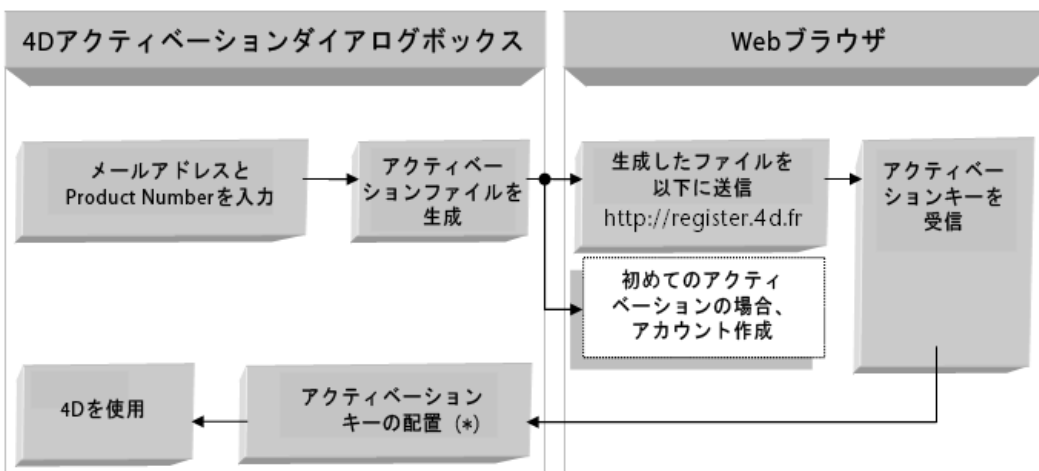 4Dアクティベーションダイアログボックス
Webブラウザ
メールアドレスと
Product Numberを入力
アクティベー
ションファイルを
生成
生成したファイルを
以下に送信
http://register.4d.fr
アクティベー
ションキーを
受信
初めてのアクティ
ベーションの場合、
アカウント作成
4Dを使用
アクティベーション
キーの配置 (*)